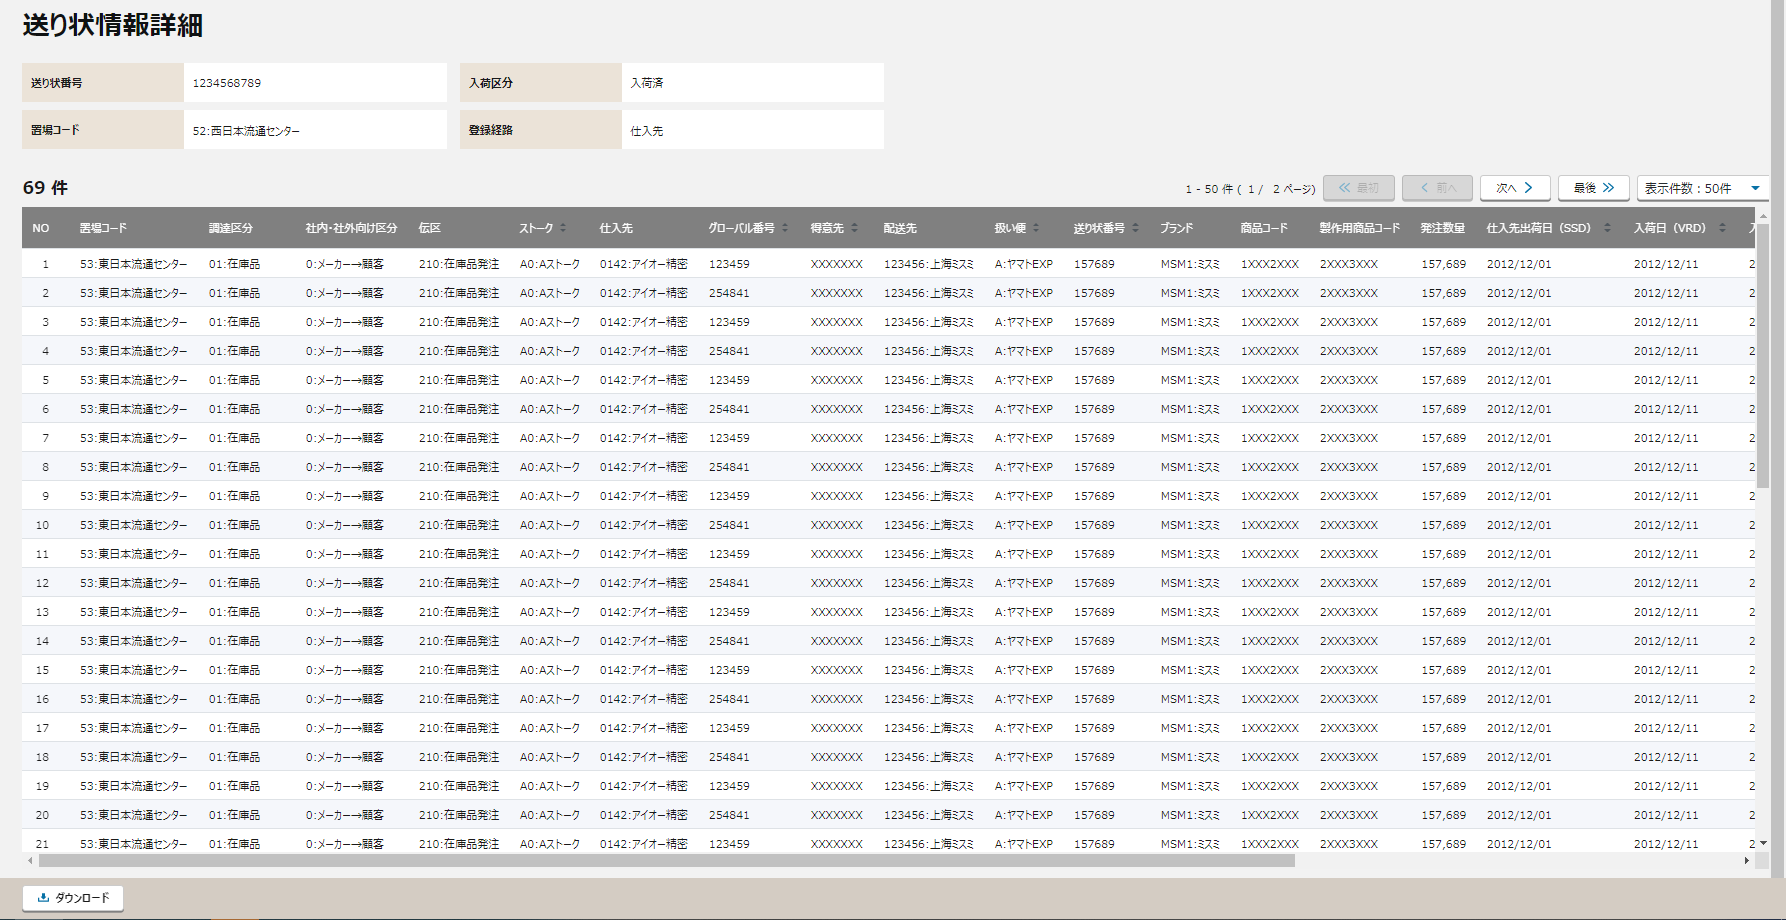 送り状情報詳細
送り状番号 1234568789 入荷区分 入荷済
置場コード 52:西日本流通センター 登録経路 仕入先
69 件 1 - 50 件 ( 1 / 2 ページ) 最初 前へ 次へ 最後 表示件数：50件
NO 置場コード 調達区分 社内・社外向け区分 伝区 ストーク 仕入先 グローバル番号 得意先 配送先 扱い便 送り状番号 ブランド 商品コード 製作用商品コード 発注数量 仕入先出荷日（SSD） 入荷日（VRD）
1 53:東日本流通センター 01:在庫品 0:メーカー→顧客 210:在庫品発注 A0:Aストーク 0142:アイオー精密 123459 XXXXXXX 123456:上海ミスミ A:ヤマトEXP 157689 MSM1:ミスミ 1XXX2XXX 2XXX3XXX 157,689 2012/12/01 2012/12/11 2
2 53:東日本流通センター 01:在庫品 0:メーカー→顧客 210:在庫品発注 A0:Aストーク 0142:アイオー精密 254841 XXXXXXX 123456:上海ミスミ A:ヤマトEXP 157689 MSM1:ミスミ 1XXX2XXX 2XXX3XXX 157,689 2012/12/01 2012/12/11 2
3 53:東日本流通センター 01:在庫品 0:メーカー→顧客 210:在庫品発注 A0:Aストーク 0142:アイオー精密 123459 XXXXXXX 123456:上海ミスミ A:ヤマトEXP 157689 MSM1:ミスミ 1XXX2XXX 2XXX3XXX 157,689 2012/12/01 2012/12/11 2
4 53:東日本流通センター 01:在庫品 0:メーカー→顧客 210:在庫品発注 A0:Aストーク 0142:アイオー精密 254841 XXXXXXX 123456:上海ミスミ A:ヤマトEXP 157689 MSM1:ミスミ 1XXX2XXX 2XXX3XXX 157,689 2012/12/01 2012/12/11 2
5 53:東日本流通センター 01:在庫品 0:メーカー→顧客 210:在庫品発注 A0:Aストーク 0142:アイオー精密 123459 XXXXXXX 123456:上海ミスミ A:ヤマトEXP 157689 MSM1:ミスミ 1XXX2XXX 2XXX3XXX 157,689 2012/12/01 2012/12/11 2
6 53:東日本流通センター 01:在庫品 0:メーカー→顧客 210:在庫品発注 A0:Aストーク 0142:アイオー精密 254841 XXXXXXX 123456:上海ミスミ A:ヤマトEXP 157689 MSM1:ミスミ 1XXX2XXX 2XXX3XXX 157,689 2012/12/01 2012/12/11 2
7 53:東日本流通センター 01:在庫品 0:メーカー→顧客 210:在庫品発注 A0:Aストーク 0142:アイオー精密 123459 XXXXXXX 123456:上海ミスミ A:ヤマトEXP 157689 MSM1:ミスミ 1XXX2XXX 2XXX3XXX 157,689 2012/12/01 2012/12/11 2
8 53:東日本流通センター 01:在庫品 0:メーカー→顧客 210:在庫品発注 A0:Aストーク 0142:アイオー精密 254841 XXXXXXX 123456:上海ミスミ A:ヤマトEXP 157689 MSM1:ミスミ 1XXX2XXX 2XXX3XXX 157,689 2012/12/01 2012/12/11 2
9 53:東日本流通センター 01:在庫品 0:メーカー→顧客 210:在庫品発注 A0:Aストーク 0142:アイオー精密 123459 XXXXXXX 123456:上海ミスミ A:ヤマトEXP 157689 MSM1:ミスミ 1XXX2XXX 2XXX3XXX 157,689 2012/12/01 2012/12/11 2
10 53:東日本流通センター 01:在庫品 0:メーカー→顧客 210:在庫品発注 A0:Aストーク 0142:アイオー精密 254841 XXXXXXX 123456:上海ミスミ A:ヤマトEXP 157689 MSM1:ミスミ 1XXX2XXX 2XXX3XXX 157,689 2012/12/01 2012/12/11 2
11 53:東日本流通センター 01:在庫品 0:メーカー→顧客 210:在庫品発注 A0:Aストーク 0142:アイオー精密 123459 XXXXXXX 123456:上海ミスミ A:ヤマトEXP 157689 MSM1:ミスミ 1XXX2XXX 2XXX3XXX 157,689 2012/12/01 2012/12/11 2
12 53:東日本流通センター 01:在庫品 0:メーカー→顧客 210:在庫品発注 A0:Aストーク 0142:アイオー精密 254841 XXXXXXX 123456:上海ミスミ A:ヤマトEXP 157689 MSM1:ミスミ 1XXX2XXX 2XXX3XXX 157,689 2012/12/01 2012/12/11 2
13 53:東日本流通センター 01:在庫品 0:メーカー→顧客 210:在庫品発注 A0:Aストーク 0142:アイオー精密 123459 XXXXXXX 123456:上海ミスミ A:ヤマトEXP 157689 MSM1:ミスミ 1XXX2XXX 2XXX3XXX 157,689 2012/12/01 2012/12/11 2
14 53:東日本流通センター 01:在庫品 0:メーカー→顧客 210:在庫品発注 A0:Aストーク 0142:アイオー精密 254841 XXXXXXX 123456:上海ミスミ A:ヤマトEXP 157689 MSM1:ミスミ 1XXX2XXX 2XXX3XXX 157,689 2012/12/01 2012/12/11 2
15 53:東日本流通センター 01:在庫品 0:メーカー→顧客 210:在庫品発注 A0:Aストーク 0142:アイオー精密 123459 XXXXXXX 123456:上海ミスミ A:ヤマトEXP 157689 MSM1:ミスミ 1XXX2XXX 2XXX3XXX 157,689 2012/12/01 2012/12/11 2
16 53:東日本流通センター 01:在庫品 0:メーカー→顧客 210:在庫品発注 A0:Aストーク 0142:アイオー精密 254841 XXXXXXX 123456:上海ミスミ A:ヤマトEXP 157689 MSM1:ミスミ 1XXX2XXX 2XXX3XXX 157,689 2012/12/01 2012/12/11 2
17 53:東日本流通センター 01:在庫品 0:メーカー→顧客 210:在庫品発注 A0:Aストーク 0142:アイオー精密 123459 XXXXXXX 123456:上海ミスミ A:ヤマトEXP 157689 MSM1:ミスミ 1XXX2XXX 2XXX3XXX 157,689 2012/12/01 2012/12/11 2
18 53:東日本流通センター 01:在庫品 0:メーカー→顧客 210:在庫品発注 A0:Aストーク 0142:アイオー精密 254841 XXXXXXX 123456:上海ミスミ A:ヤマトEXP 157689 MSM1:ミスミ 1XXX2XXX 2XXX3XXX 157,689 2012/12/01 2012/12/11 2
19 53:東日本流通センター 01:在庫品 0:メーカー→顧客 210:在庫品発注 A0:Aストーク 0142:アイオー精密 123459 XXXXXXX 123456:上海ミスミ A:ヤマトEXP 157689 MSM1:ミスミ 1XXX2XXX 2XXX3XXX 157,689 2012/12/01 2012/12/11 2
20 53:東日本流通センター 01:在庫品 0:メーカー→顧客 210:在庫品発注 A0:Aストーク 0142:アイオー精密 254841 XXXXXXX 123456:上海ミスミ A:ヤマトEXP 157689 MSM1:ミスミ 1XXX2XXX 2XXX3XXX 157,689 2012/12/01 2012/12/11 2
21 53:東日本流通センター 01:在庫品 0:メーカー→顧客 210:在庫品発注 A0:Aストーク 0142:アイオー精密 123459 XXXXXXX 123456:上海ミスミ A:ヤマトEXP 157689 MSM1:ミスミ 1XXX2XXX 2XXX3XXX 157,689 2012/12/01 2012/12/11 2
ダウンロード